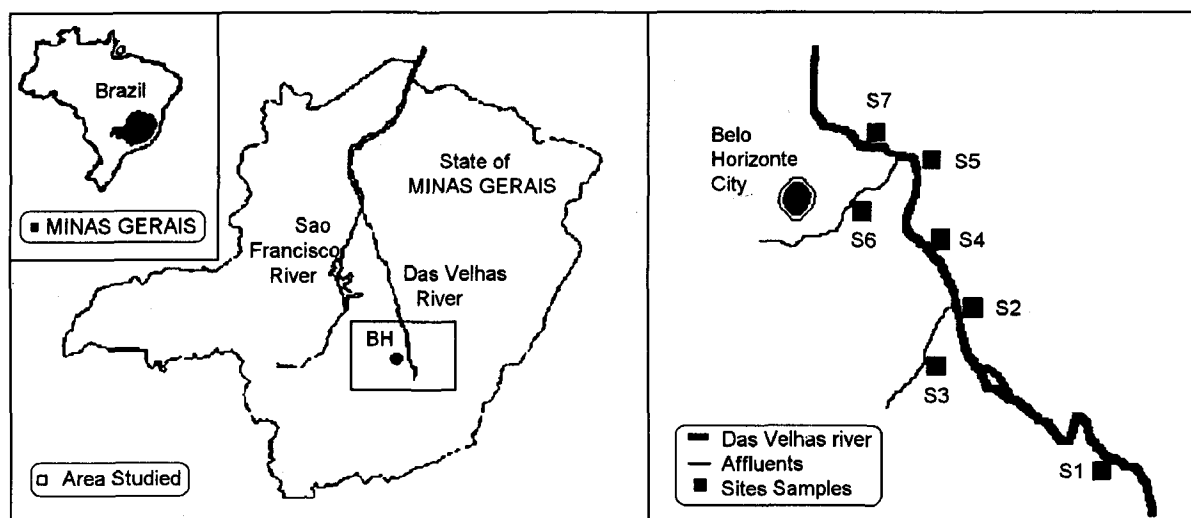 Brazil
■ MINAS GERAIS
State of
MINAS GERAIS
Sao
Francisco
River
Das Velhas
River
BH
□ Area Studied
Belo
Horizonte
City
S7
S5
S6
S4
S2
S3
S1
Das Velhas river
Affluents
Sites Samples